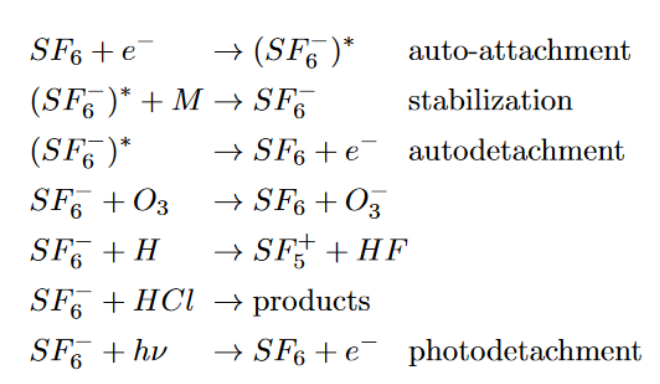 SF₆ + e⁻ → (SF₆⁻)* auto-attachment
(SF₆⁻)* + M → SF₆⁻ stabilization
(SF₆⁻)* → SF₆ + e⁻ autodetachment
SF₆⁻ + O₃ → SF₆ + O₃⁻
SF₆⁻ + H → SF₅⁺ + HF
SF₆⁻ + HCl → products
SF₆⁻ + hν → SF₆ + e⁻ photodetachment